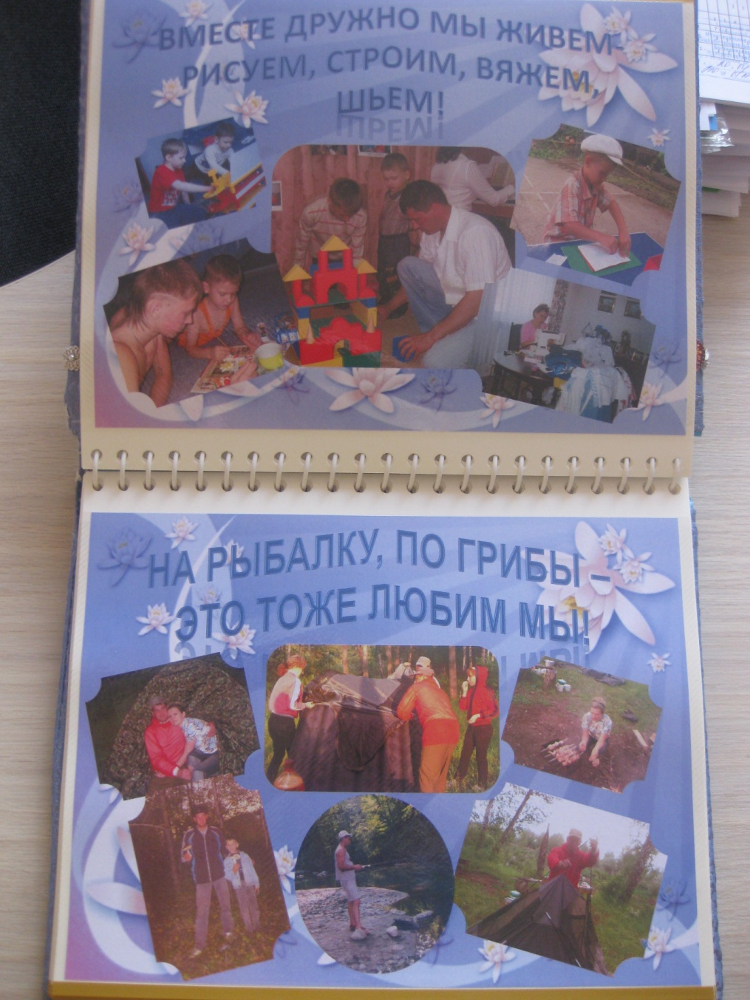 ВМЕСТЕ ДРУЖНО МЫ ЖИВЕМ-
РИСУЕМ, СТРОИМ, ВЯЖЕМ,
ШЬЕМ!
НА РЫБАЛКУ, ПО ГРИБЫ –
ЭТО ТОЖЕ ЛЮБИМ МЫ!